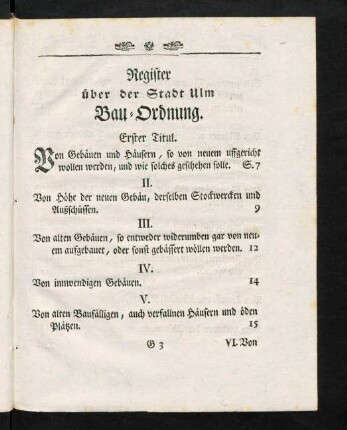 Register
über der Stadt Ulm
Bau-Ordnung.
Erster Titul.
Von Gebäuen und Häusern, so von neuem uffgericht
wollen werden, und wie solches geschehen solle. S. 7
II.
Von Höhe der neuen Gebäu, derselben Stockwercken und
Außschüssen. 9
III.
Von alten Gebäuen, so entweder widerumben gar von neu-
em aufgebauet, oder sonst gebässert wöllen werden. 12
IV.
Von innwendigen Gebäuen. 14
V.
Von alten Baufälligen, auch verfallnen Häusern und öden
Plätzen. 15
G 3 VI. Von